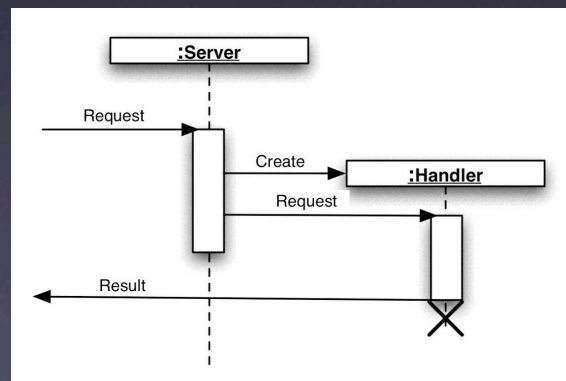 :Server
Request
Create
:Handler
Request
Result